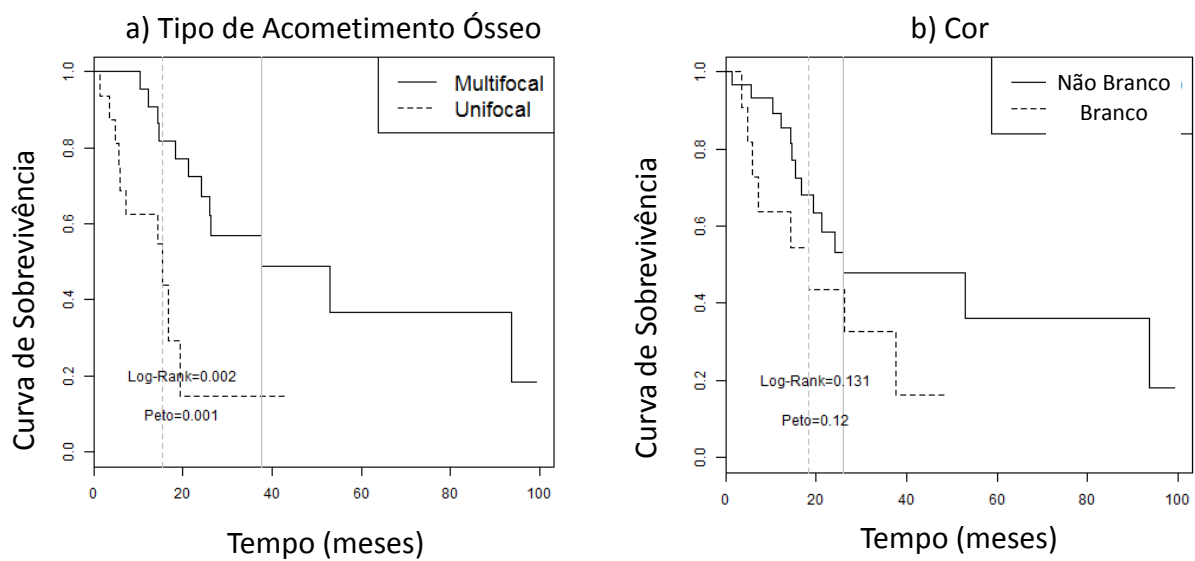 a) Tipo de Acometimento Ósseo
Multifocal
Unifocal
Curva de Sobrevivência
1.0
0.8
0.6
0.4
0.2
0.0
Log-Rank=0.002
Peto=0.001
0 20 40 60 80 100
Tempo (meses)
b) Cor
Não Branco
Branco
Curva de Sobrevivência
1.0
0.8
0.6
0.4
0.2
0.0
Log-Rank=0.131
Peto=0.12
0 20 40 60 80 100
Tempo (meses)